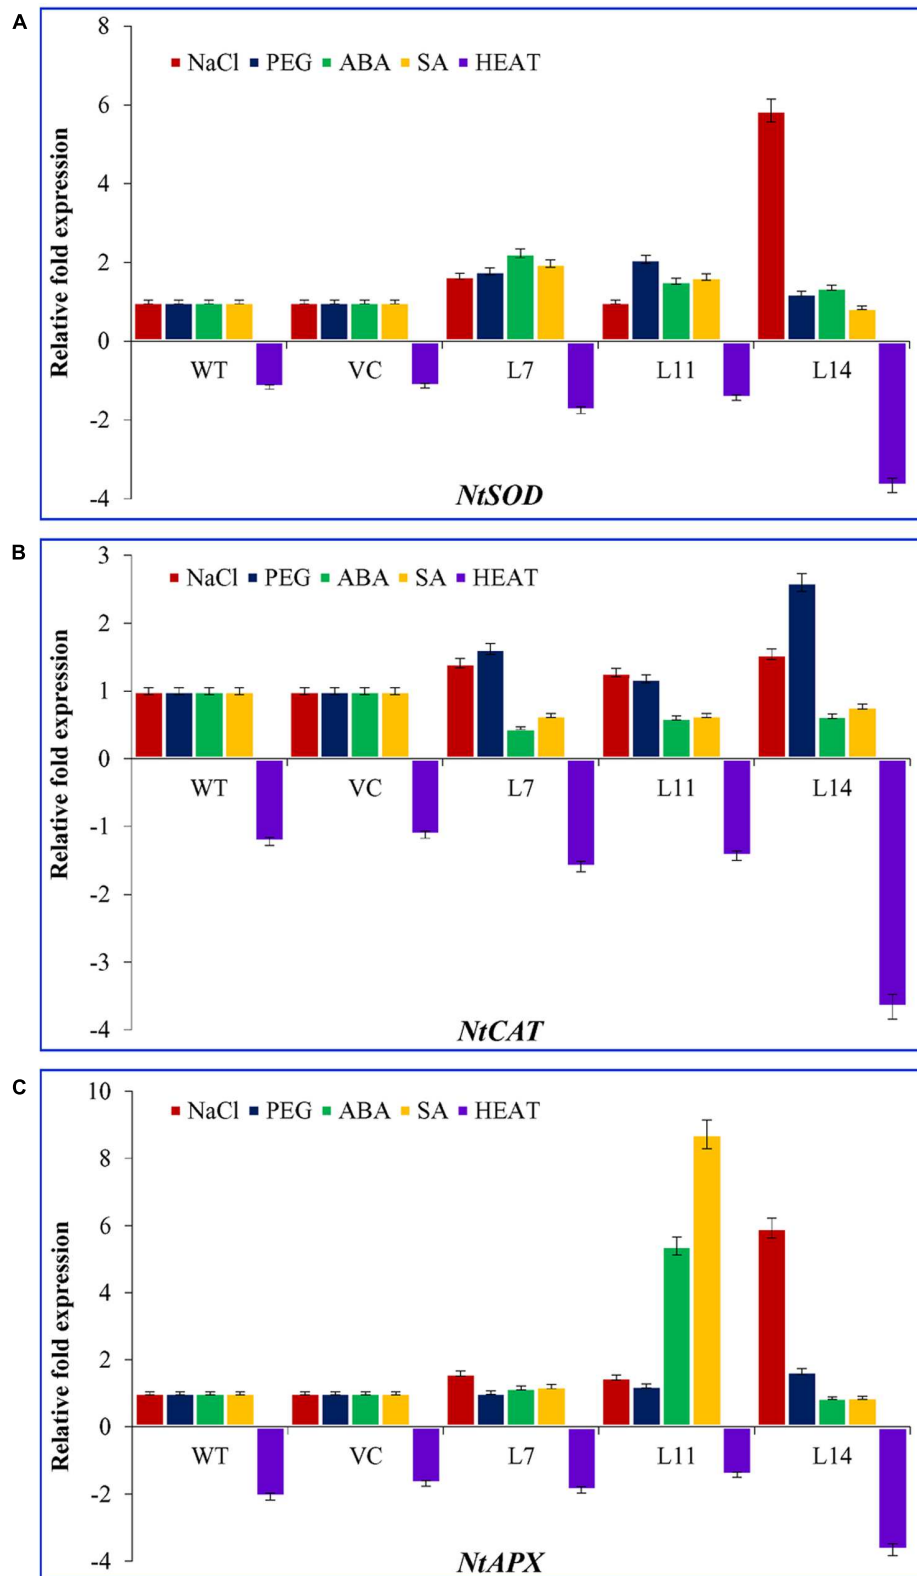 A
8
6
4
2
0
-2
-4
Relative fold expression
NaCl PEG ABA SA HEAT
WT VC L7 L11 L14
NtSOD
B
3
2
1
0
-1
-2
-3
-4
Relative fold expression
NaCl PEG ABA SA HEAT
WT VC L7 L11 L14
NtCAT
C
10
8
6
4
2
0
-2
-4
Relative fold expression
NaCl PEG ABA SA HEAT
WT VC L7 L11 L14
NtAPX